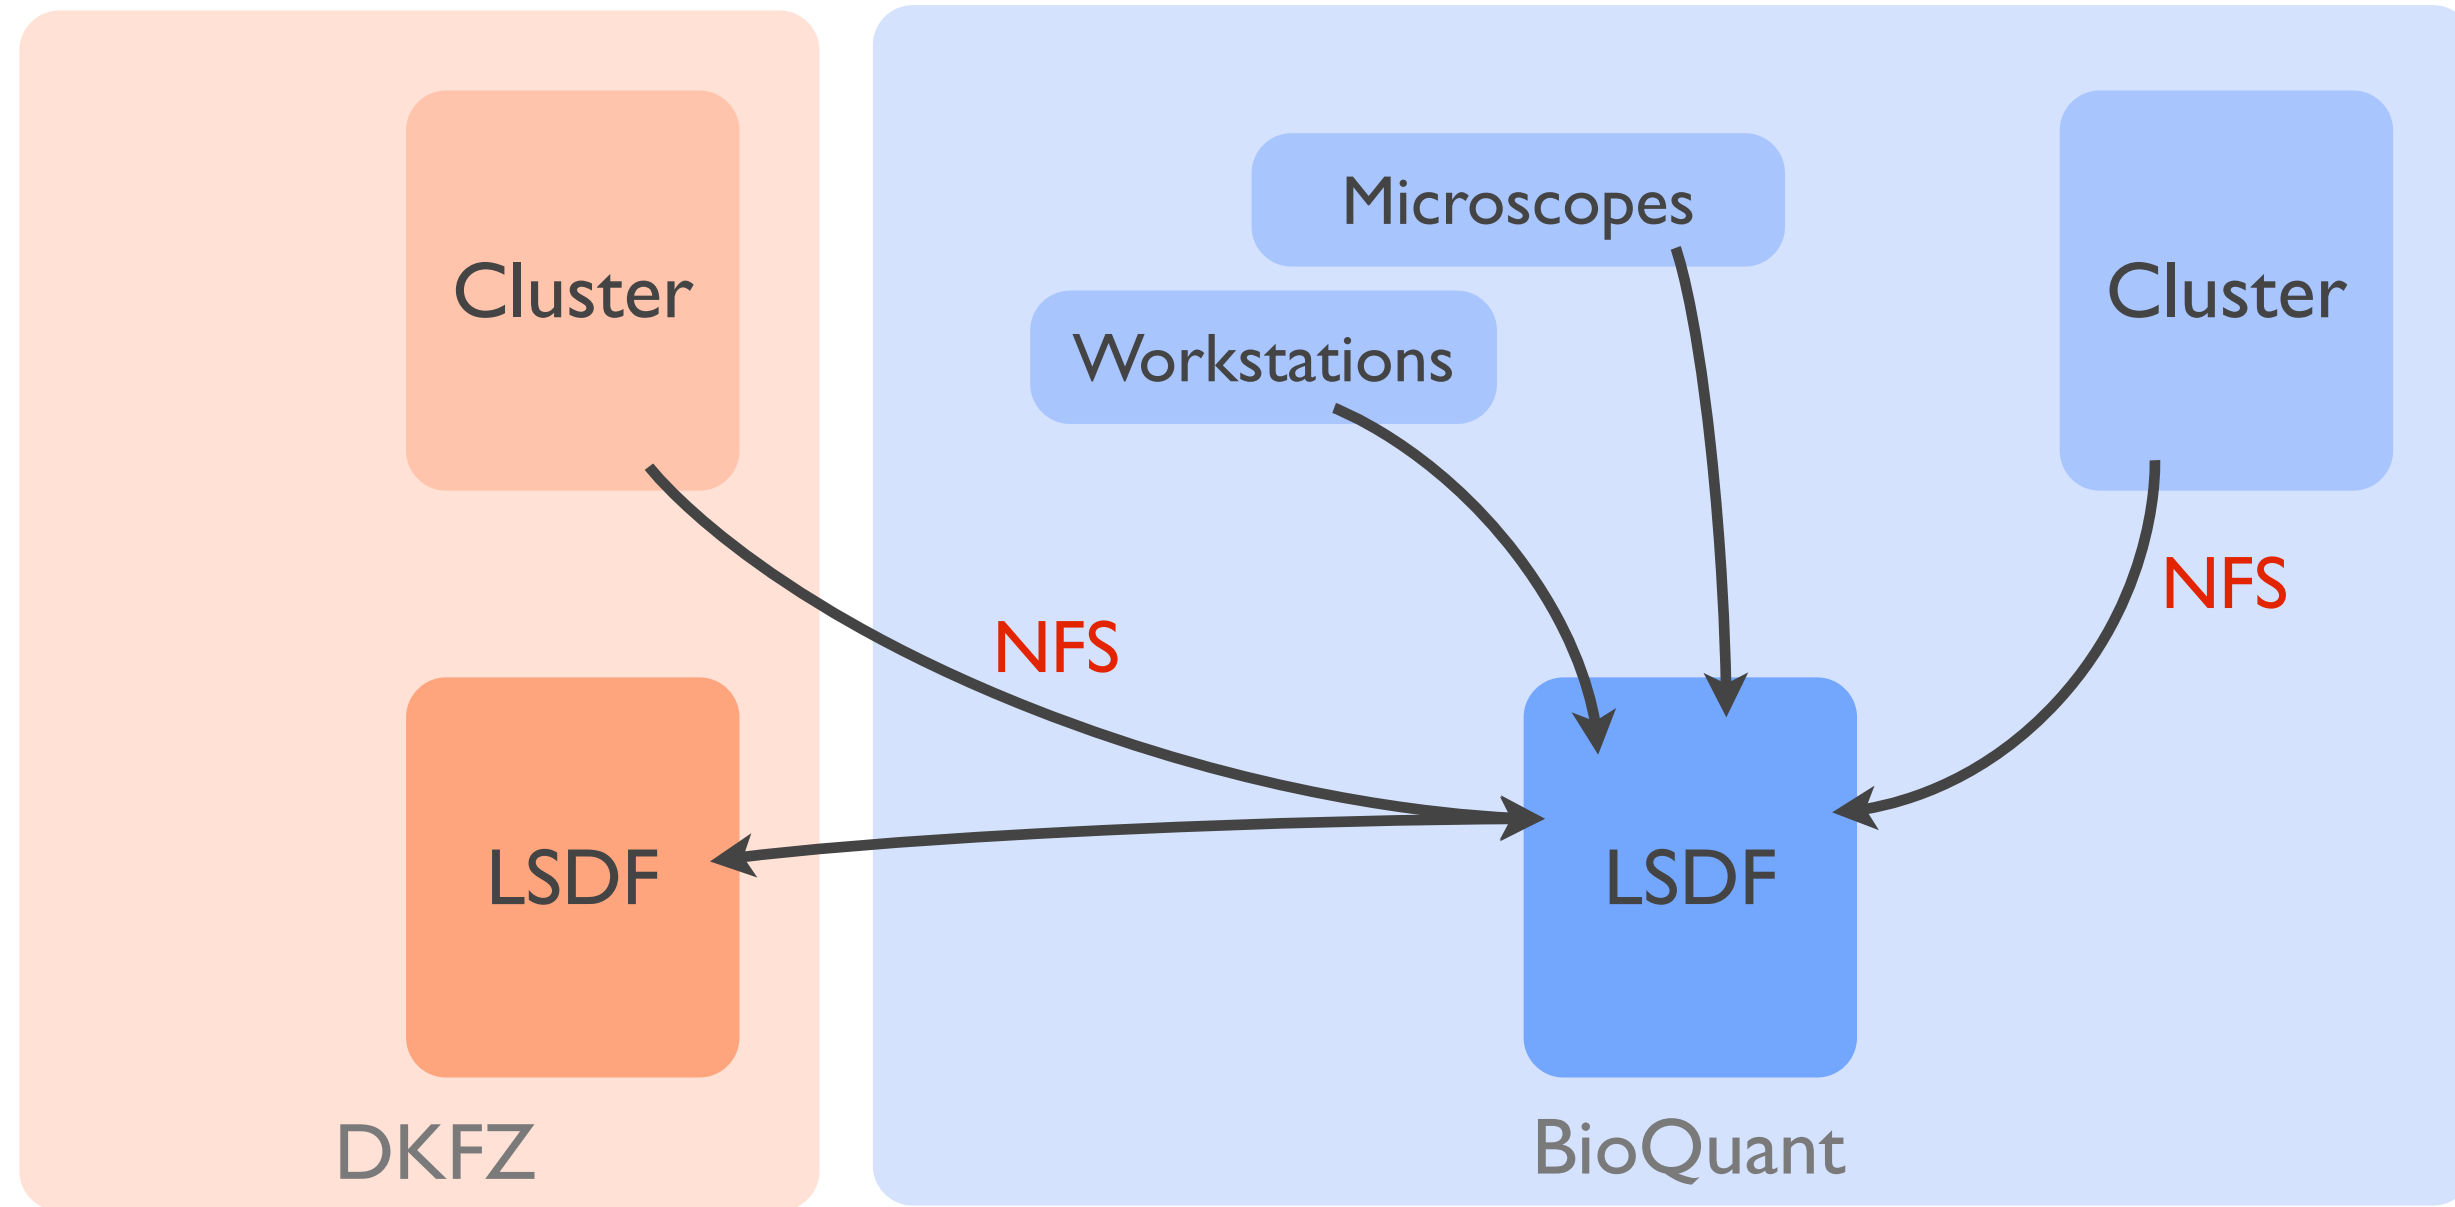 Microscopes
Cluster
Cluster
Workstations
NFS
NFS
LSDF
LSDF
DKFZ
BioQuant